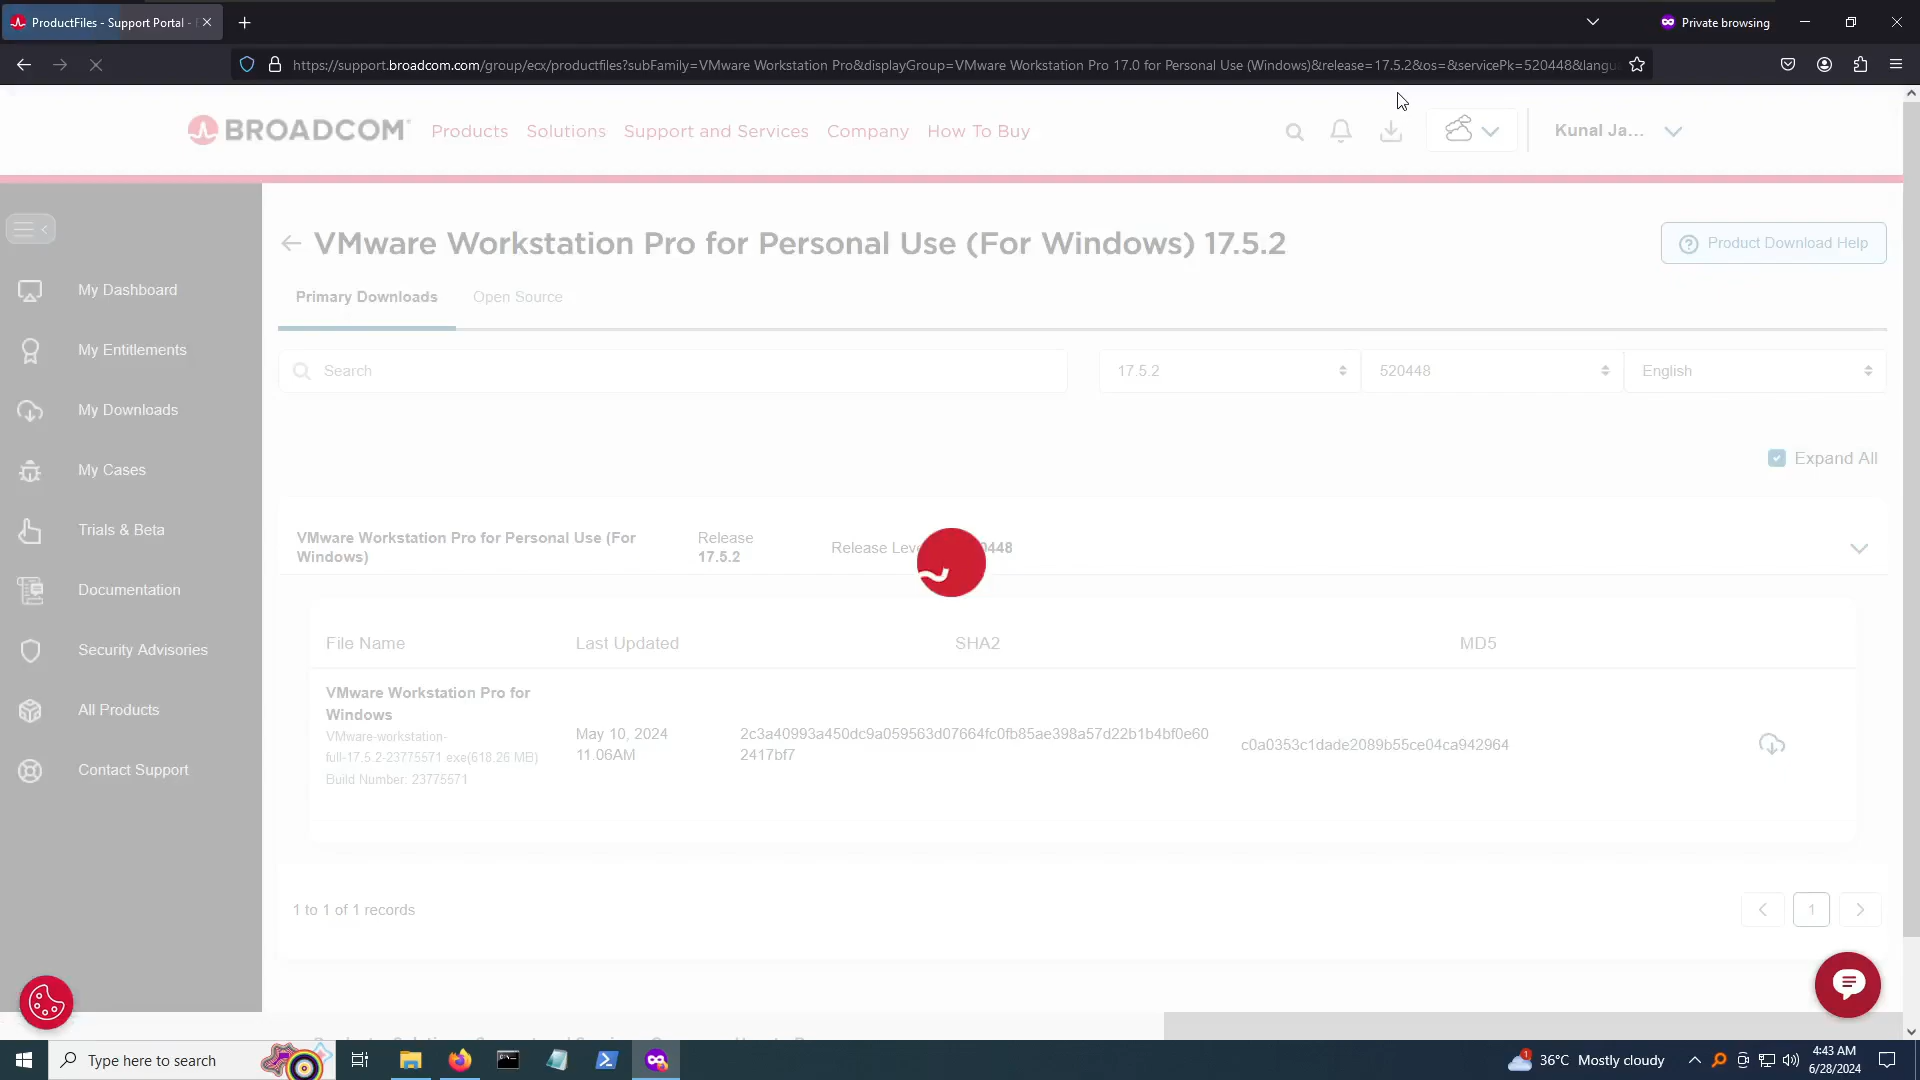 ProductFiles - Support Portal -
Private browsing
https://support.broadcom.com/group/ecx/productfiles?subFamily=VMware Workstation Pro&displayGroup=VMware Workstation Pro 17.0 for Personal Use (Windows)&release=17.5.2&os=&servicePk=520448&langu
BROADCOM
Products
Solutions
Support and Services
Company
How To Buy
Kunal Ja...
VMware Workstation Pro for Personal Use (For Windows) 17.5.2
Product Download Help
My Dashboard
My Entitlements
My Downloads
My Cases
Trials & Beta
Documentation
Security Advisories
All Products
Contact Support
Primary Downloads
Open Source
Search
17.5.2
520448
English
Expand All
VMware Workstation Pro for Personal Use (For
Windows)
Release
17.5.2
Release Leve
0448
File Name
Last Updated
SHA2
MD5
VMware Workstation Pro for
Windows
VMware-workstation-
full-17.5.2-23775571.exe(618.26 MB)
Build Number: 23775571
May 10, 2024
11.06AM
2c3a40993a450dc9a059563d07664fc0fb85ae398a57d22b1b4bf0e60
2417bf7
c0a0353c1dade2089b55ce04ca942964
1 to 1 of 1 records
1
Type here to search
1
36°C Mostly cloudy
4:43 AM
6/28/2024